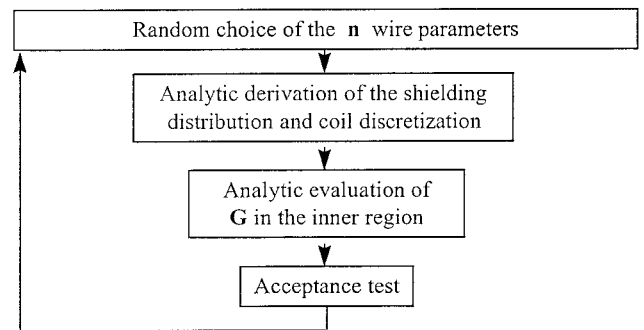 Random choice of the n wire parameters
Analytic derivation of the shielding
distribution and coil discretization
Analytic evaluation of
G in the inner region
Acceptance test